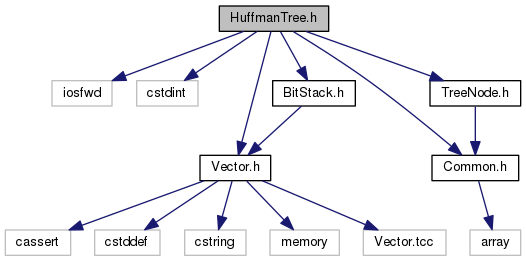 HuffmanTree.h
iosfwd
cstdint
BitStack.h
TreeNode.h
Vector.h
Common.h
cassert
cstddef
cstring
memory
Vector.tcc
array